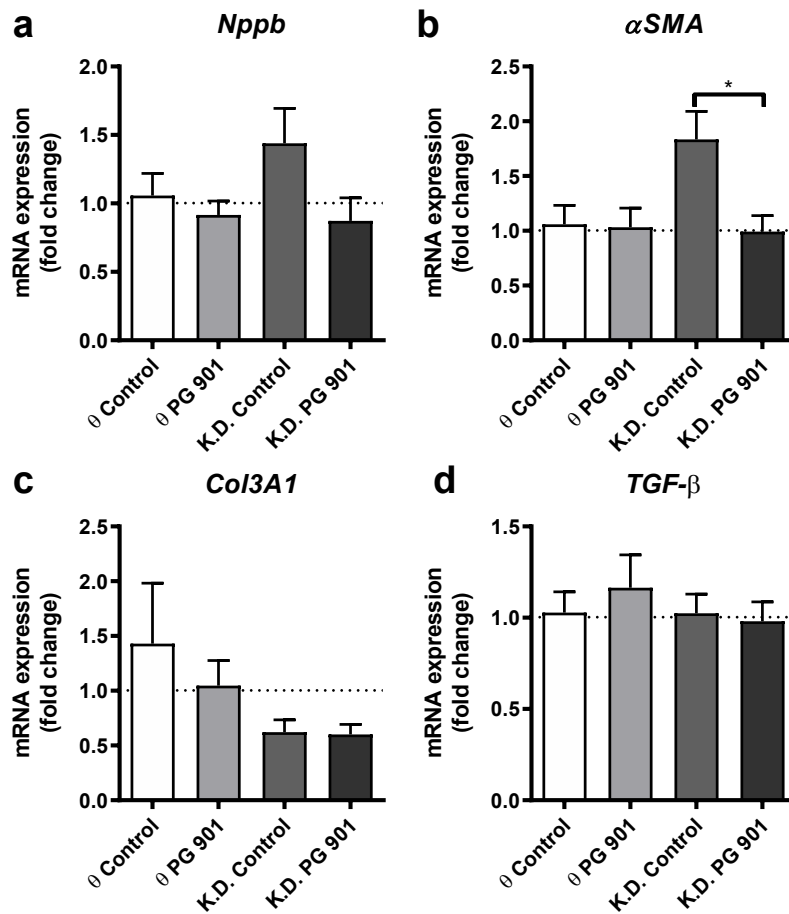 a
Nppb
mRNA expression
(fold change)
2.0
1.5
1.0
0.5
0.0
θ Control
θ PG 901
K.D. Control
K.D. PG 901
b
αSMA
mRNA expression
(fold change)
2.5
2.0
1.5
1.0
0.5
0.0
*
θ Control
θ PG 901
K.D. Control
K.D. PG 901
c
Col3A1
mRNA expression
(fold change)
2.5
2.0
1.5
1.0
0.5
0.0
θ Control
θ PG 901
K.D. Control
K.D. PG 901
d
TGF-β
mRNA expression
(fold change)
1.5
1.0
0.5
0.0
θ Control
θ PG 901
K.D. Control
K.D. PG 901